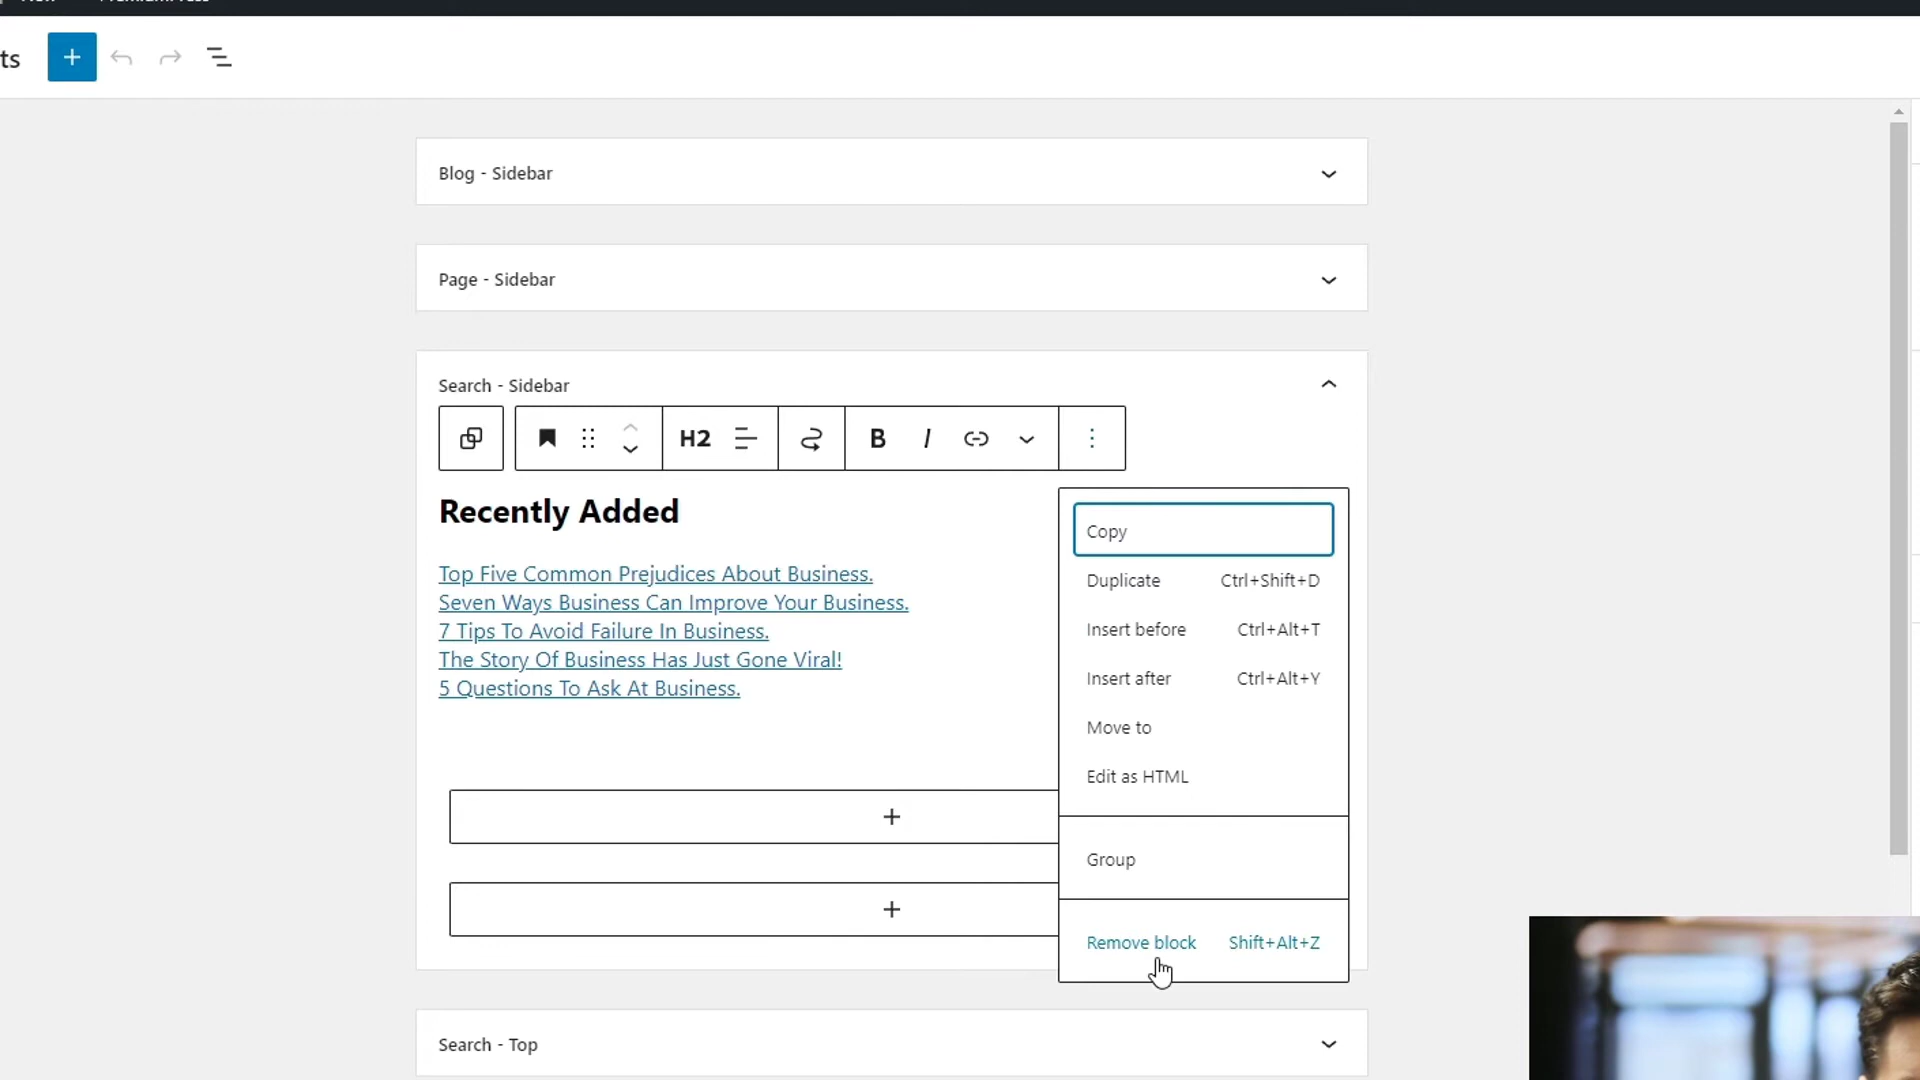 ts
Blog - Sidebar
Page - Sidebar
Search - Sidebar
H2
B I
Recently Added
Top Five Common Prejudices About Business.
Seven Ways Business Can Improve Your Business.
7 Tips To Avoid Failure In Business.
The Story Of Business Has Just Gone Viral!
5 Questions To Ask At Business.
Copy
Duplicate Ctrl+Shift+D
Insert before Ctrl+Alt+T
Insert after Ctrl+Alt+Y
Move to
Edit as HTML
Group
Remove block Shift+Alt+Z
Search - Top